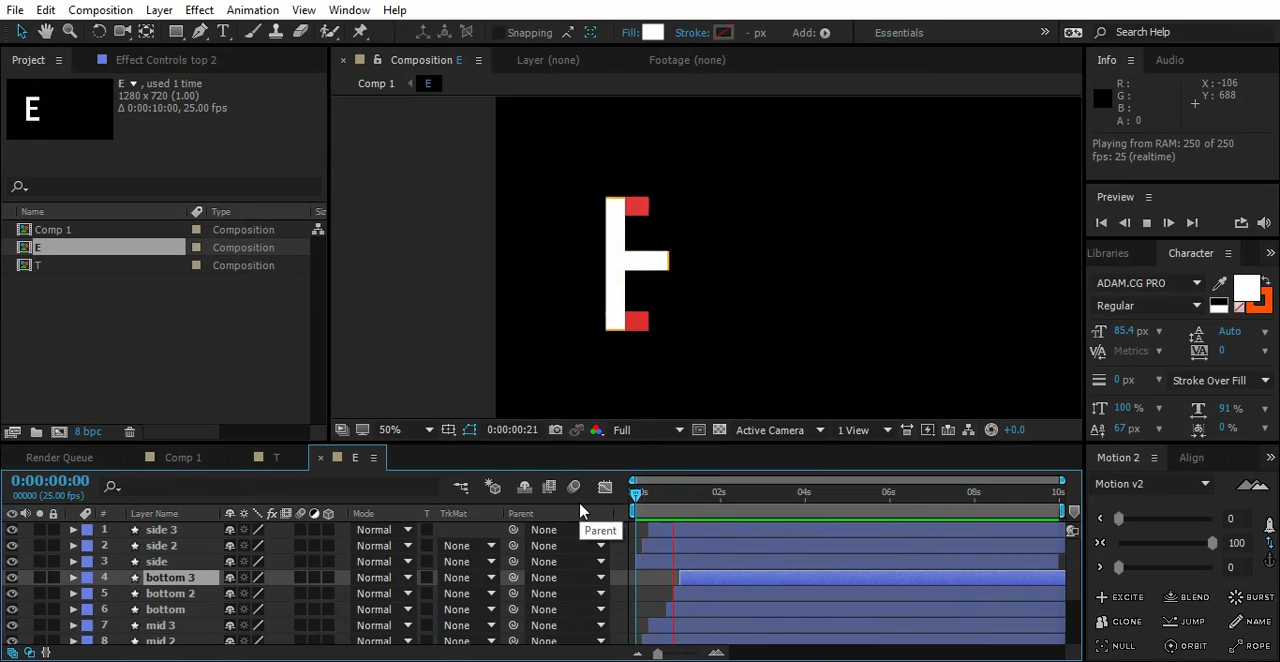 File Edit Composition Layer Effect Animation View Window Help
Snapping Fill: Stroke: - px Add: Essentials Search Help
Project Effect Controls top 2
E , used 1 time
1280 x 720 (1.00)
Δ 0:00:10:00, 25.00 fps
E
Name Type Siz
Comp 1 Composition
E Composition
T Composition
8 bpc
Composition E Layer (none) Footage (none)
Comp 1 E
50% 0:00:00:21 Full Active Camera 1 View +0.0
Info Audio
R : X : -106
G : Y : 688
B :
A : 0
Playing from RAM: 250 of 250
fps: 25 (realtime)
Preview
Libraries Character
ADAM.CG PRO
Regular
85.4 px Auto
Metrics 0
0 px Stroke Over Fill
100 % 91 %
67 px 0 %
Motion 2 Align
Motion v2
0
100
0
EXCITE BLEND BURST
CLONE JUMP NAME
NULL ORBIT ROPE
Render Queue Comp 1 T E
0:00:00:00
00000 (25.00 fps)
02s 04s 06s 08s 10s
# Layer Name fx Mode T TrkMat Parent
1 side 3 Normal None
Parent
2 side 2 Normal None None
3 side Normal None None
4 bottom 3 Normal None None
5 bottom 2 Normal None None
6 bottom Normal None None
7 mid 3 Normal None None
8 mid 2 Normal None None